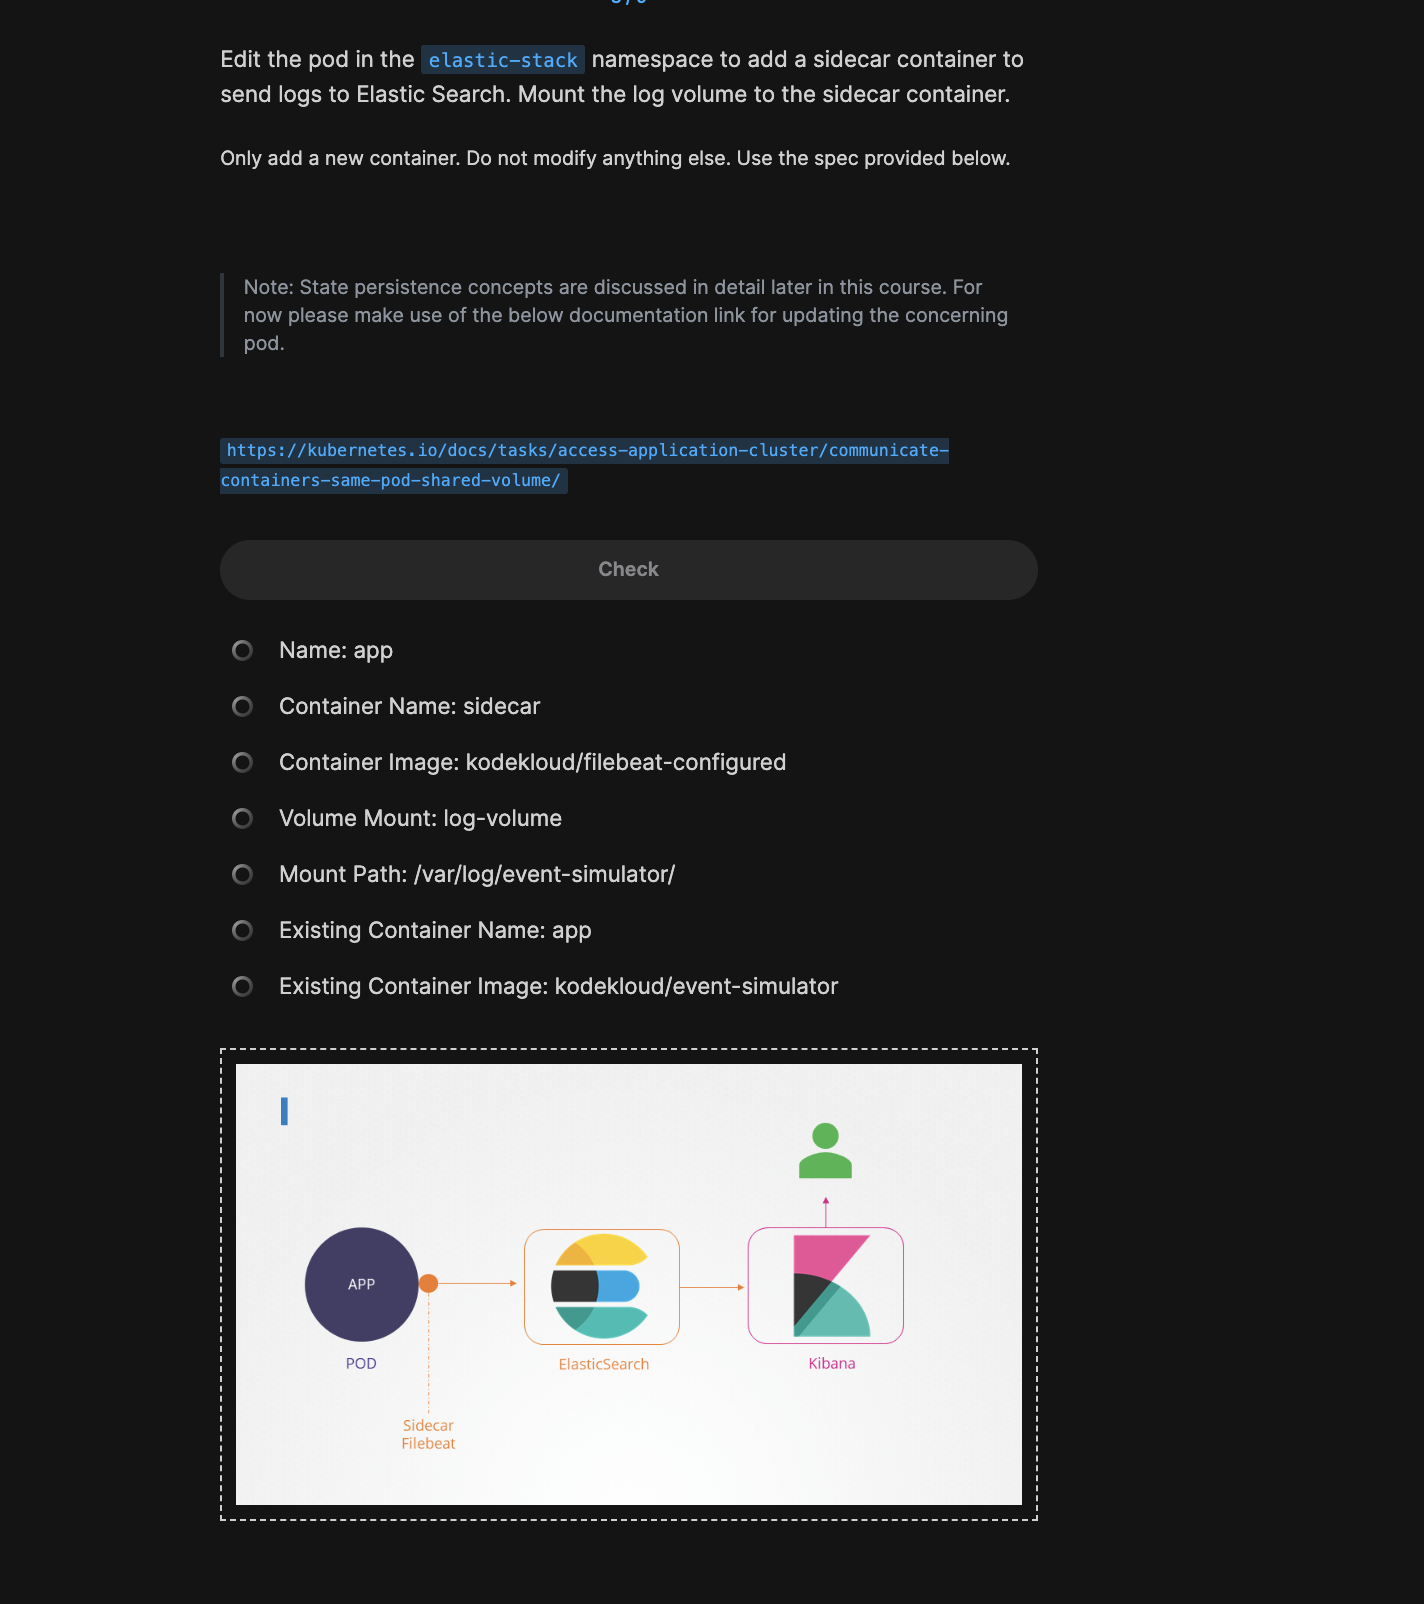 Edit the pod in the elastic-stack namespace to add a sidecar container to
send logs to Elastic Search. Mount the log volume to the sidecar container.
Only add a new container. Do not modify anything else. Use the spec provided below.
Note: State persistence concepts are discussed in detail later in this course. For
now please make use of the below documentation link for updating the concerning
pod.
https://kubernetes.io/docs/tasks/access-application-cluster/communicate-
containers-same-pod-shared-volume/
Check
Name: app
Container Name: sidecar
Container Image: kodekloud/filebeat-configured
Volume Mount: log-volume
Mount Path: /var/log/event-simulator/
Existing Container Name: app
Existing Container Image: kodekloud/event-simulator
APP
POD
ElasticSearch
Kibana
Sidecar
Filebeat